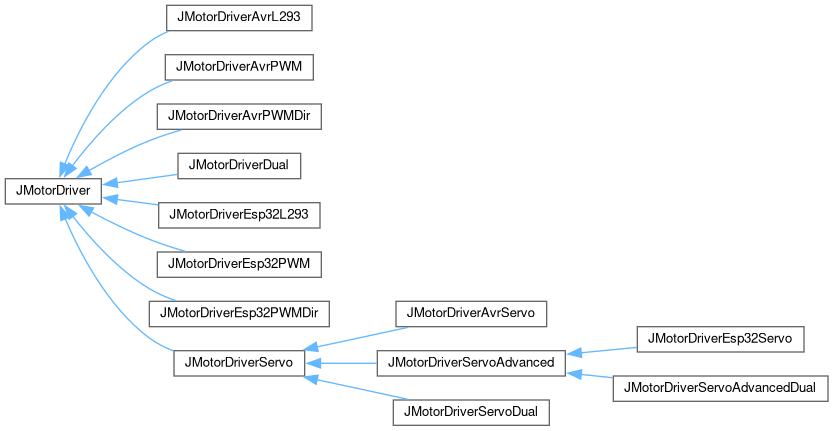 JMotorDriverAvrL293
JMotorDriverAvrPWM
JMotorDriverAvrPWMDir
JMotorDriverDual
JMotorDriver
JMotorDriverEsp32L293
JMotorDriverEsp32PWM
JMotorDriverEsp32PWMDir
JMotorDriverAvrServo
JMotorDriverEsp32Servo
JMotorDriverServo
JMotorDriverServoAdvanced
JMotorDriverServoAdvancedDual
JMotorDriverServoDual